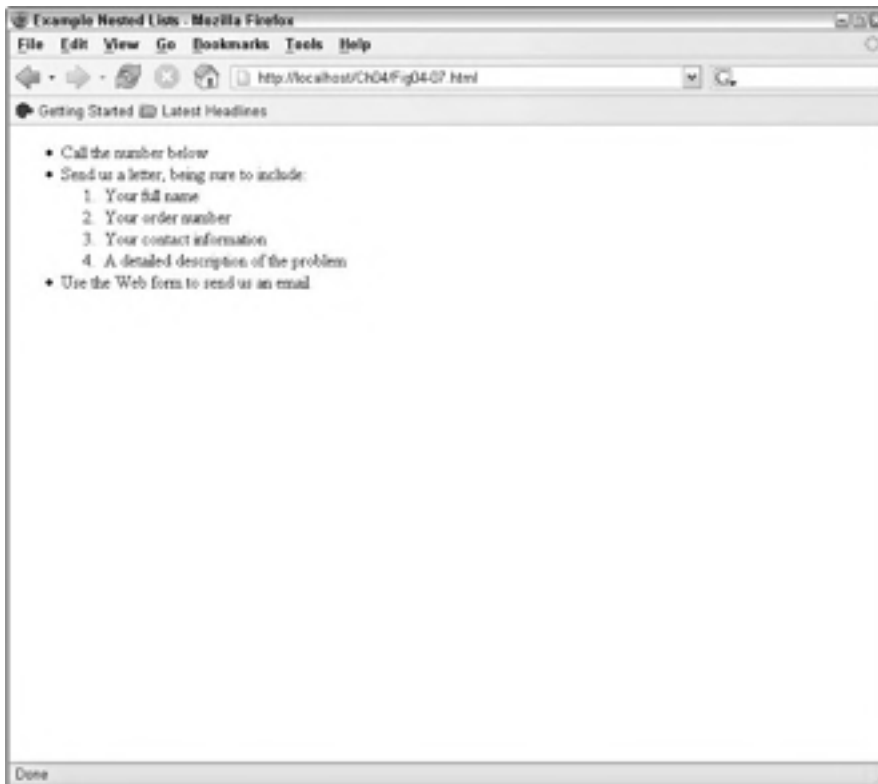 Example Nested Lists - Mozilla Firefox
File Edit View Go Bookmarks Tools Help
http://localhost/Ch04/Fig04-07.html
Getting Started Latest Headlines
• Call the number below
• Send us a letter, being sure to include:
1. Your full name
2. Your order number
3. Your contact information
4. A detailed description of the problem
• Use the Web form to send us an email
Done